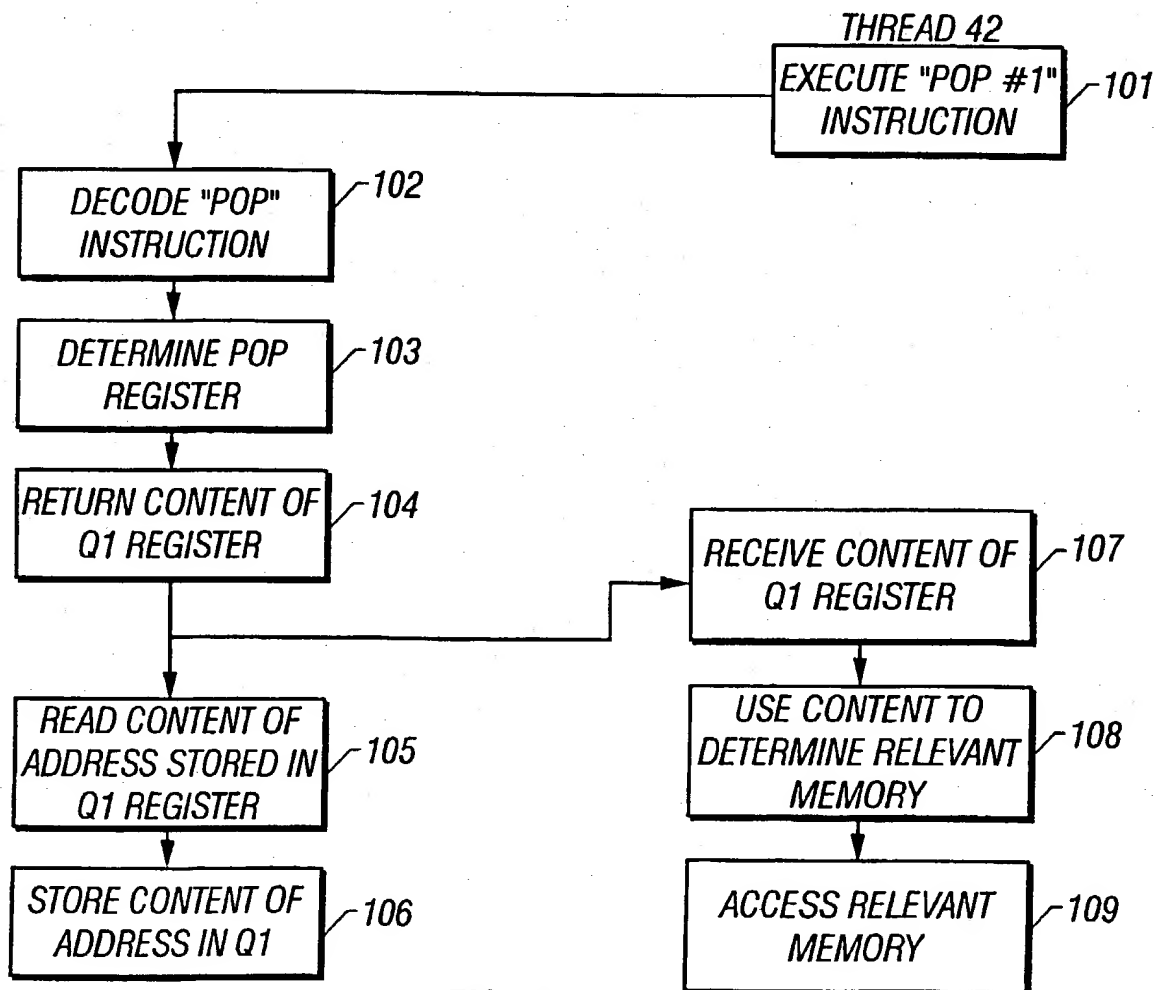 THREAD 42
EXECUTE "POP #1"
INSTRUCTION
101
DECODE "POP"
INSTRUCTION
102
DETERMINE POP
REGISTER
103
RETURN CONTENT OF
Q1 REGISTER
104
READ CONTENT OF
ADDRESS STORED IN
Q1 REGISTER
105
STORE CONTENT OF
ADDRESS IN Q1
106
RECEIVE CONTENT OF
Q1 REGISTER
107
USE CONTENT TO
DETERMINE RELEVANT
MEMORY
108
ACCESS RELEVANT
MEMORY
109